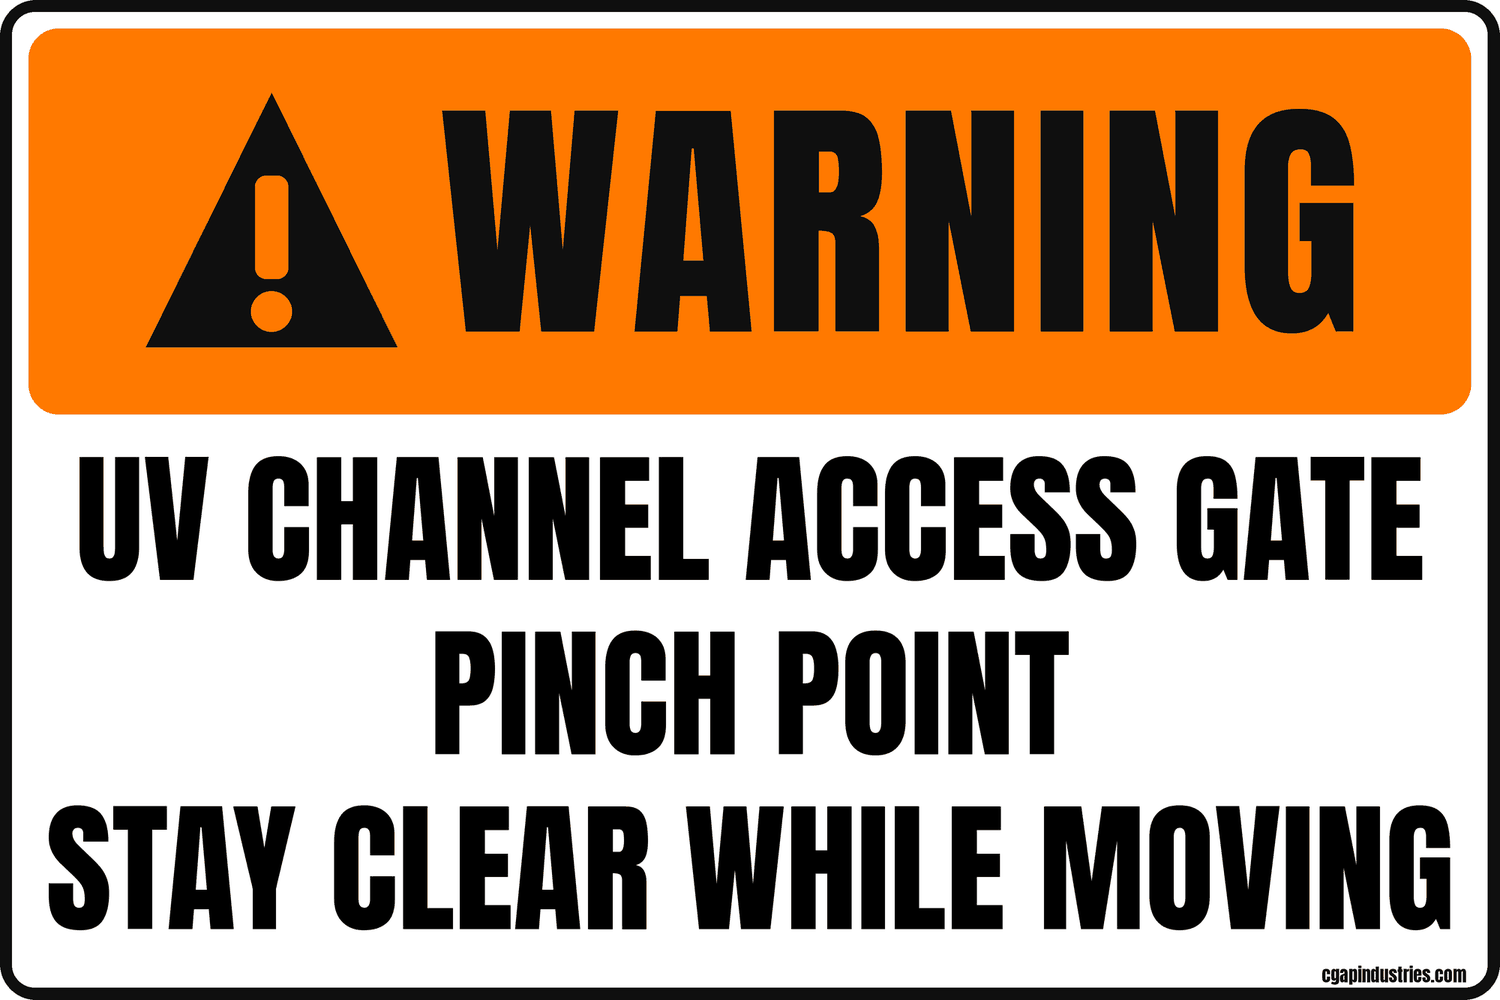 WARNING
UV CHANNEL ACCESS GATE
PINCH POINT
STAY CLEAR WHILE MOVING
cgapindustries.com